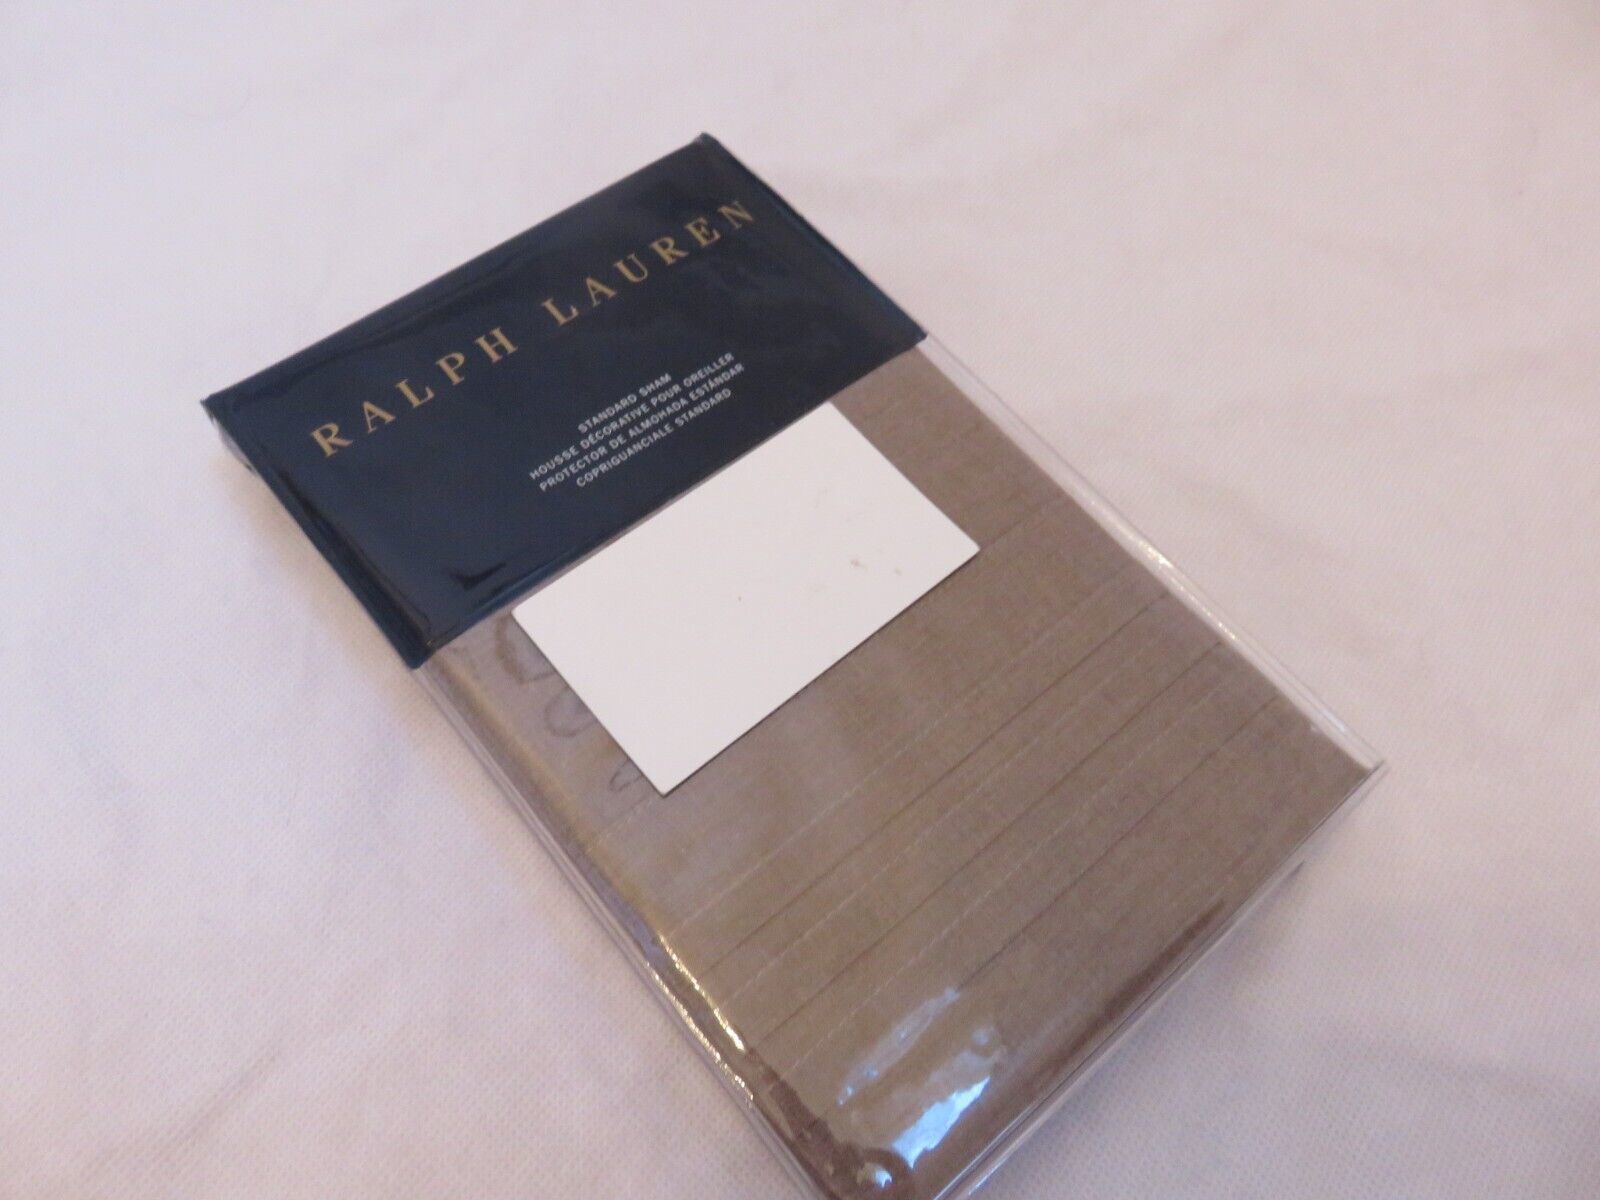 RALPH LAUREN
STANDARD SHAM
HOUSSE DÉCORATIVE POUR OREILLER
PROTECTOR DE ALMOHADA ESTÁNDAR
COPRIGUANCIALE STANDARD